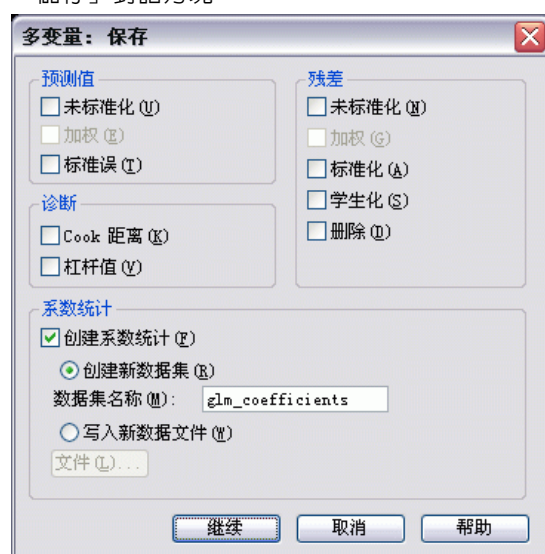 多变量：保存
预测值
未标准化(U)
加权(E)
标准误(T)
诊断
Cook 距离(K)
杠杆值(V)
残差
未标准化(N)
加权(G)
标准化(A)
学生化(S)
删除(D)
系数统计
创建系数统计(F)
创建新数据集(R)
数据集名称(M)： glm_coefficients
写入新数据文件(W)
文件(L)...
继续 取消 帮助